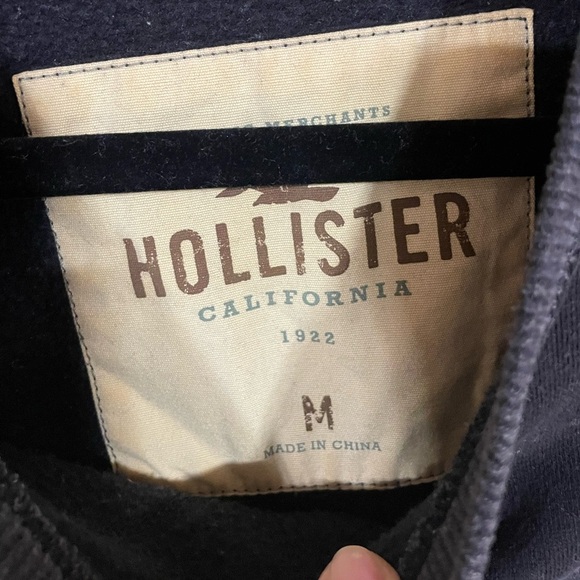 MERCHANTS
HOLLISTER
CALIFORNIA
1922
M
MADE IN CHINA